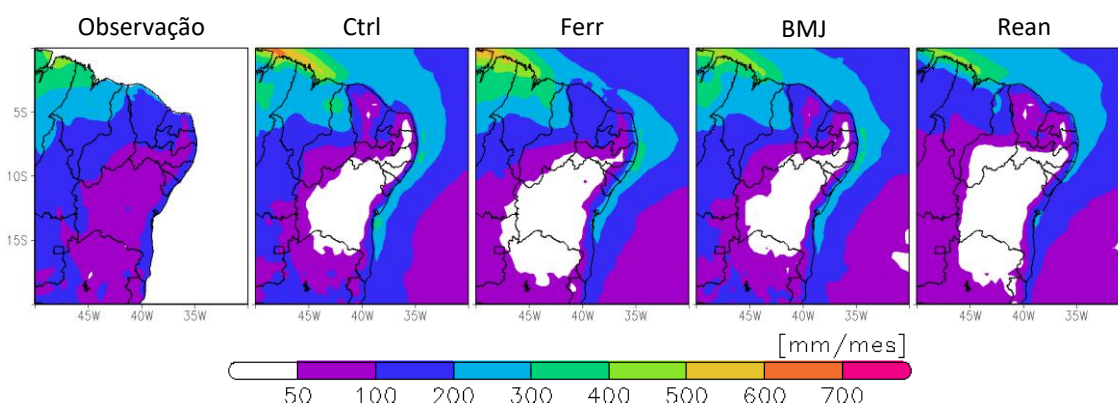 Observação Ctrl Ferr BMJ Rean
5S
10S
15S
45W 40W 35W 45W 40W 35W 45W 40W 35W 45W 40W 35W 45W 40W 35W
[mm/mes]
50 100 200 300 400 500 600 700